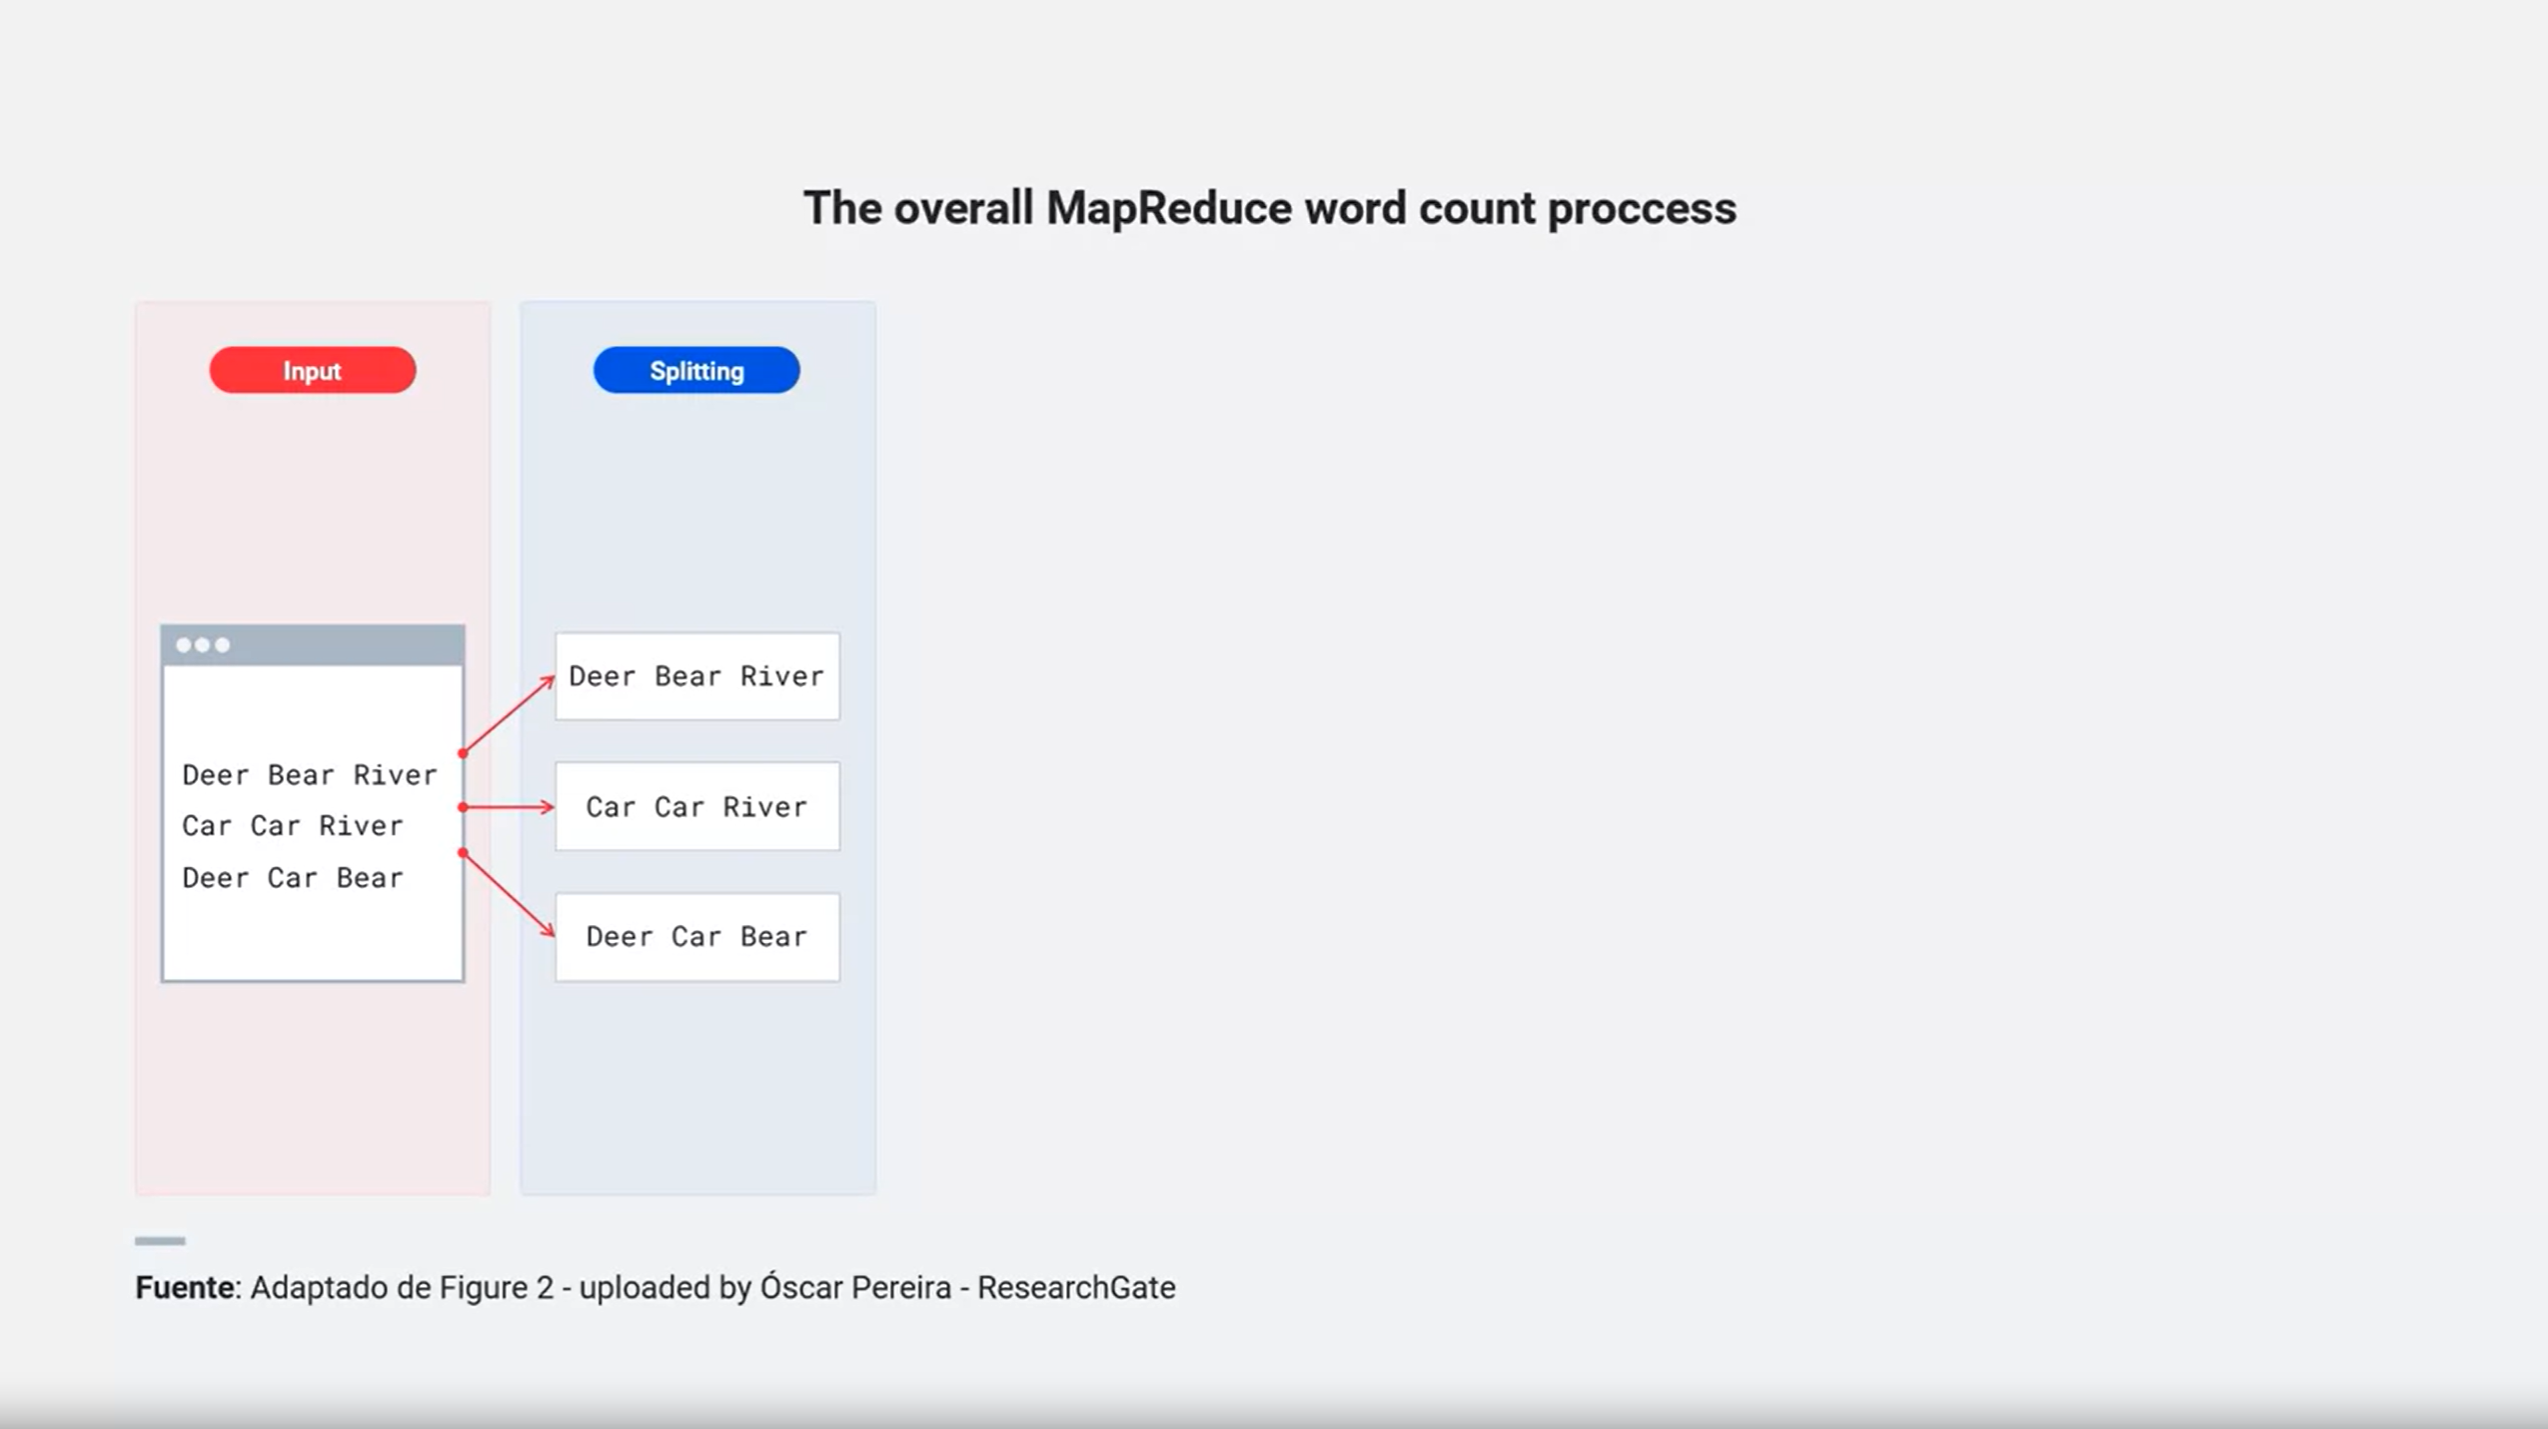 The overall MapReduce word count proccess
Input
Splitting
Deer Bear River
Car Car River
Deer Car Bear
Deer Bear River
Car Car River
Deer Car Bear
Fuente: Adaptado de Figure 2 - uploaded by Óscar Pereira - ResearchGate